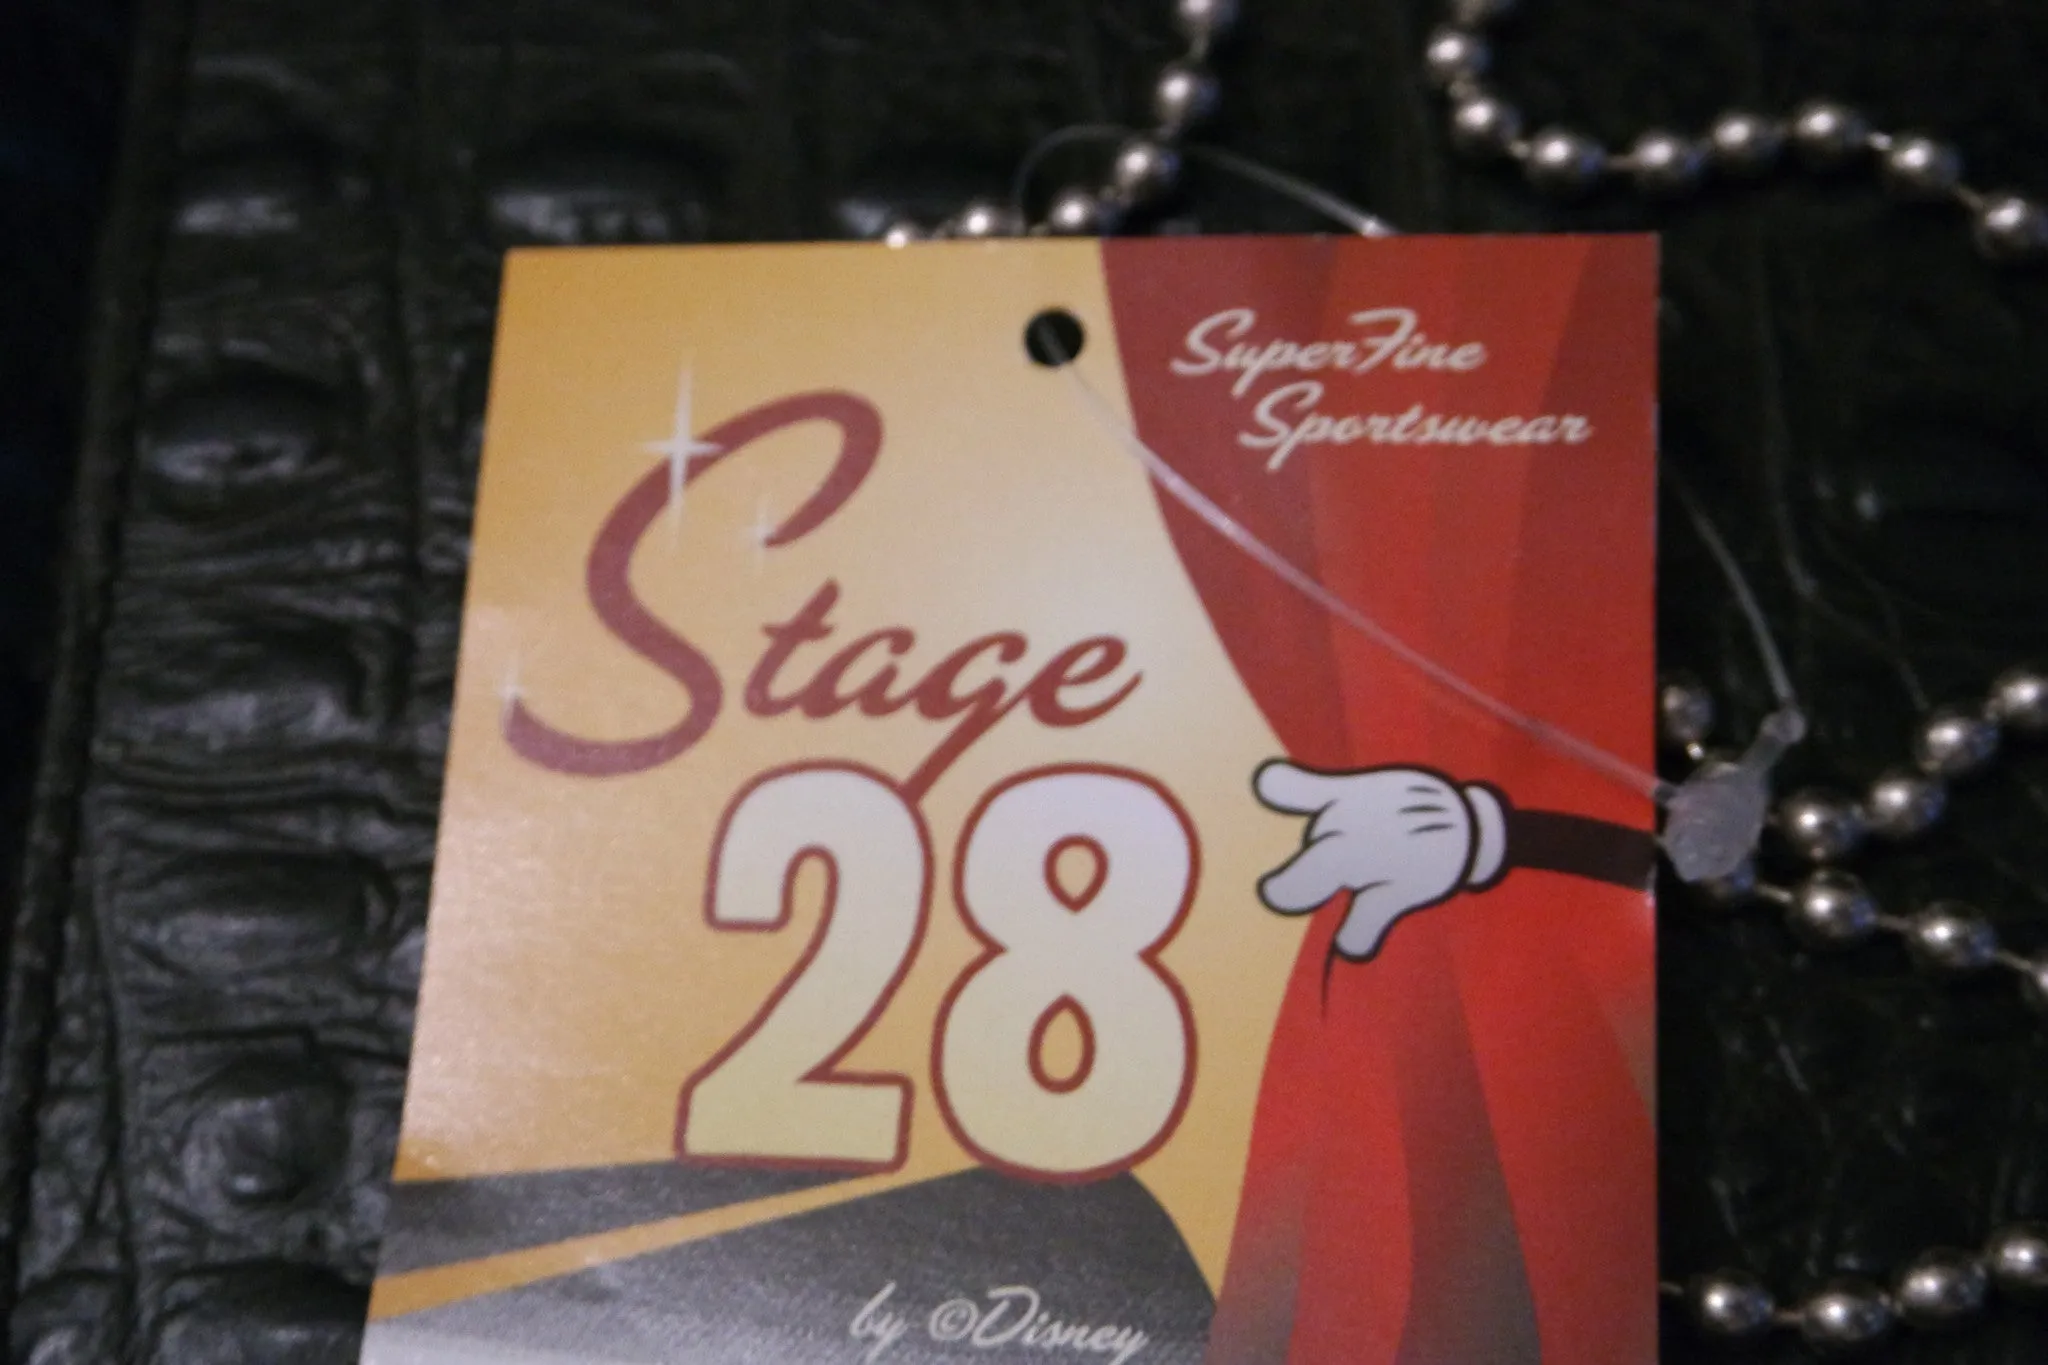 SuperFine
Sportswear
Stage
28
by ©Disney